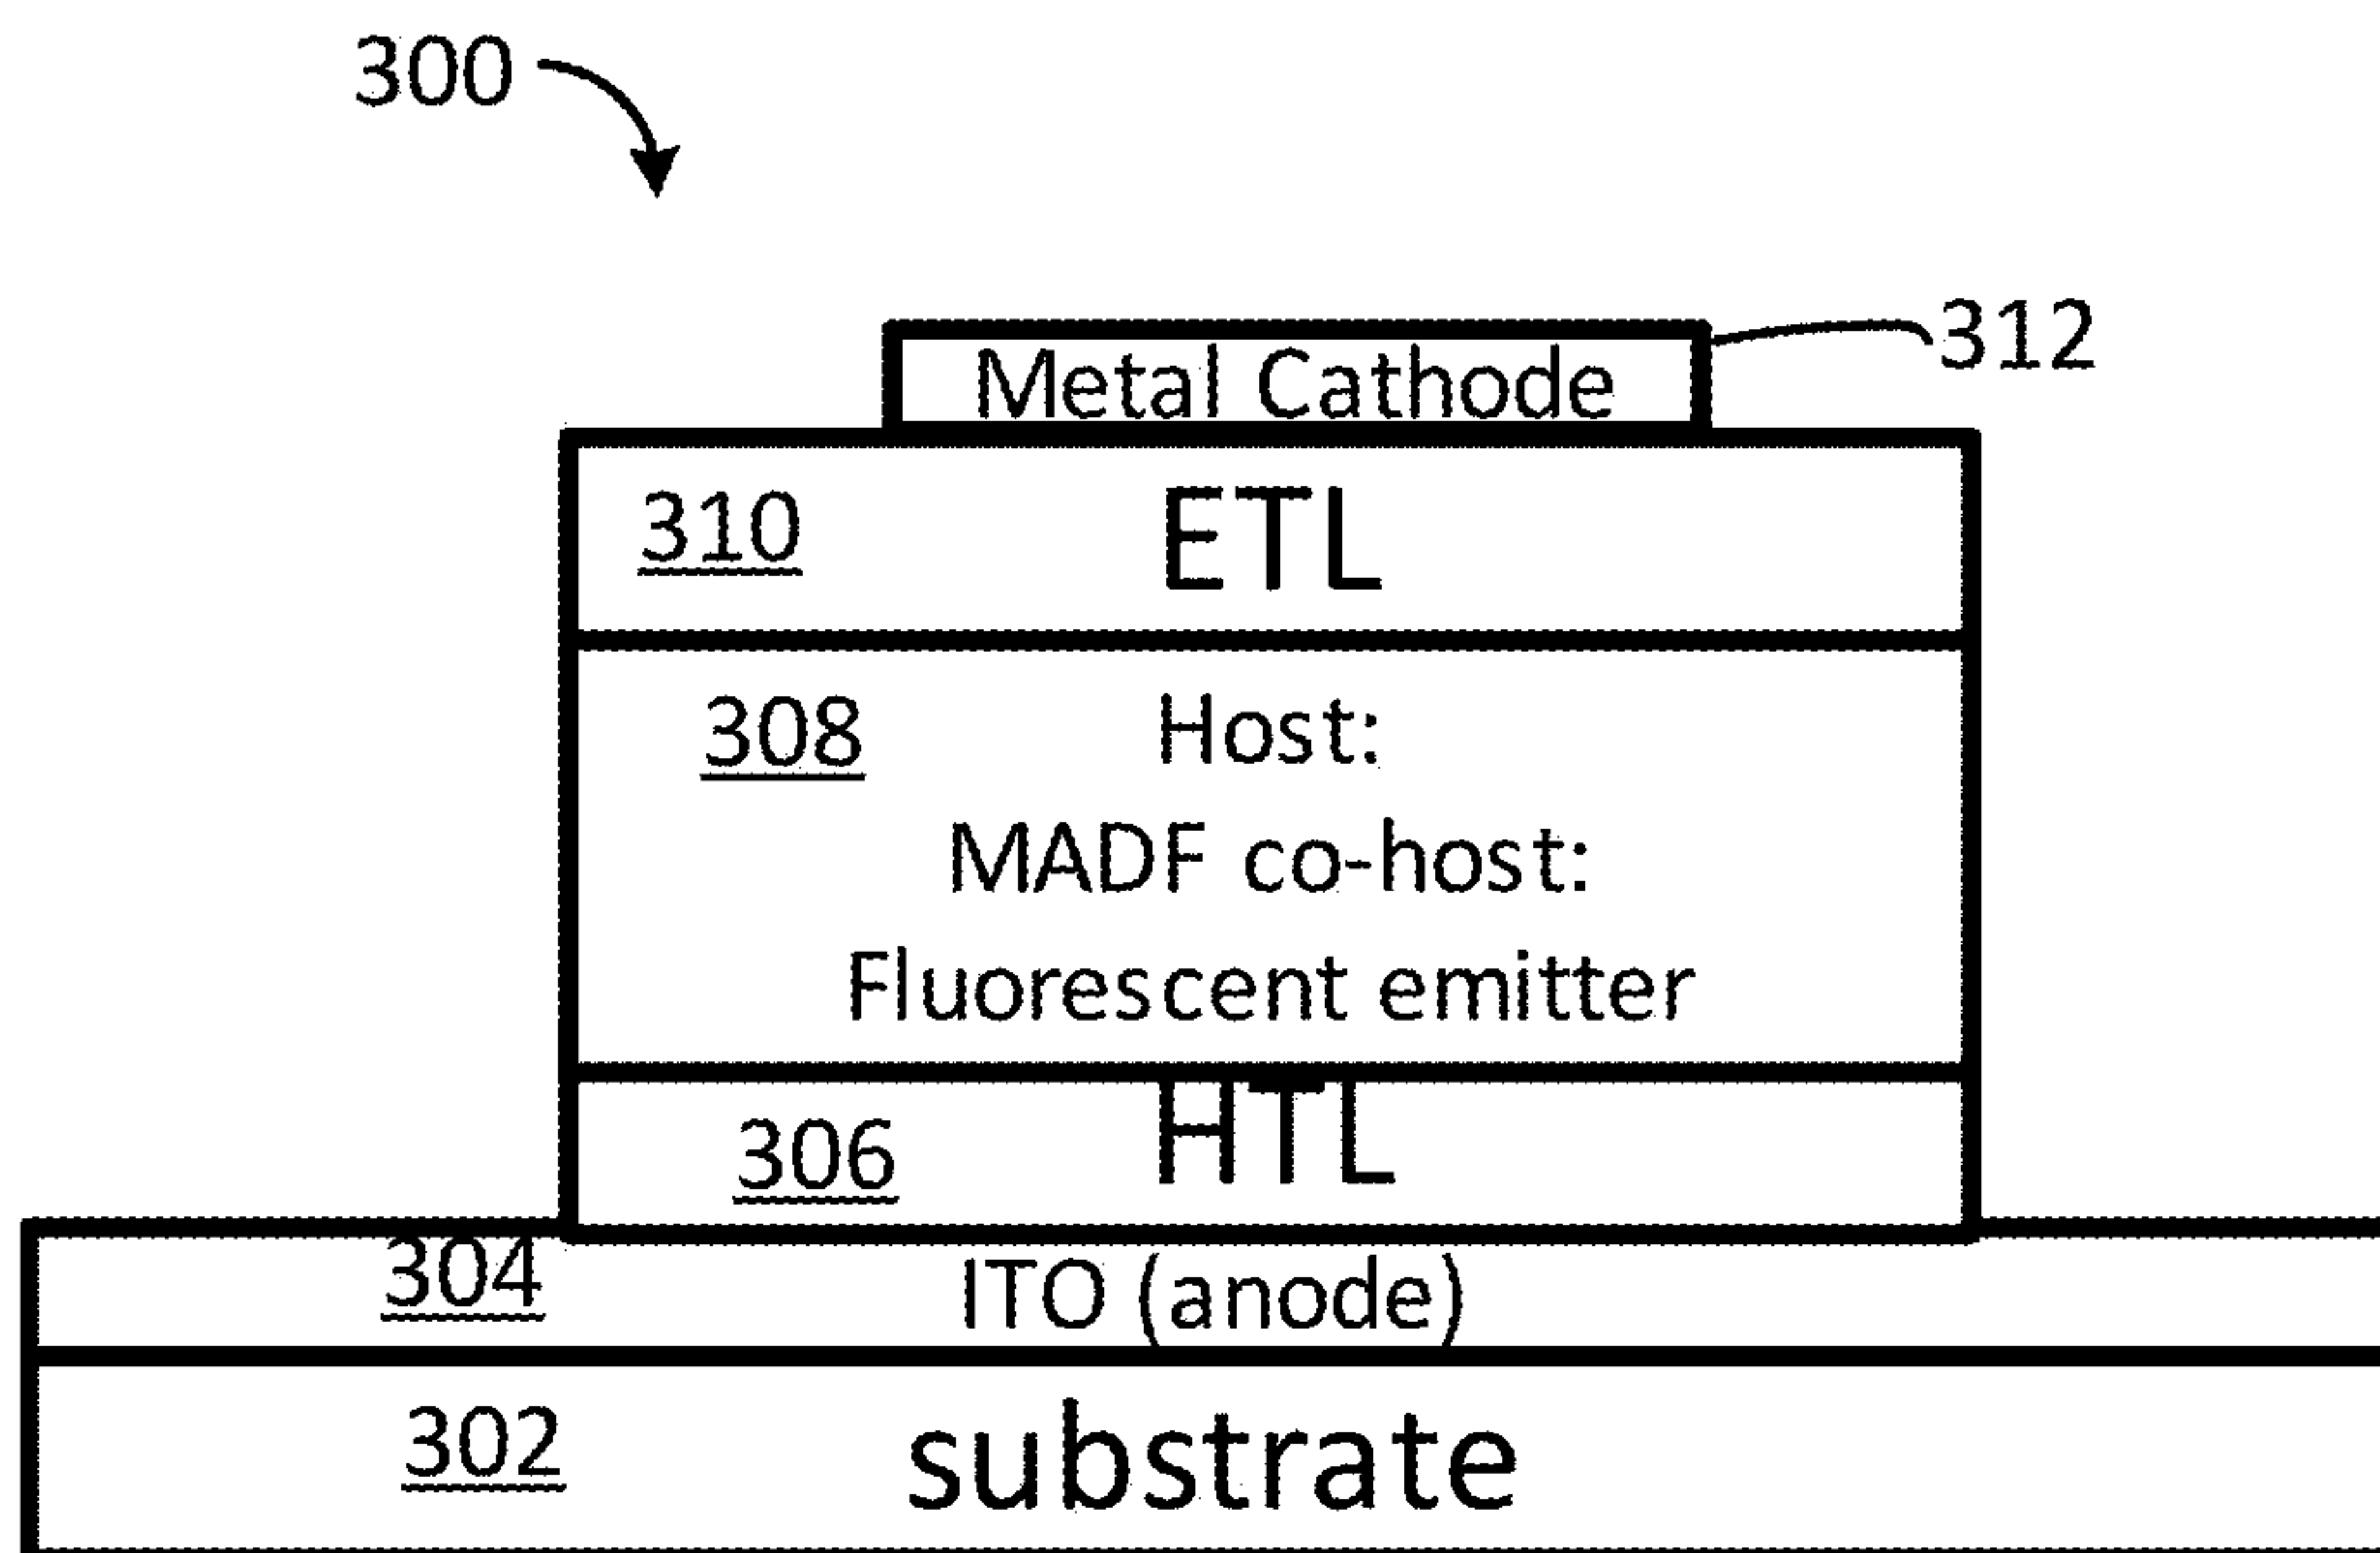 300
Metal Cathode
312
310 ETL
308 Host:
MADF co-host:
Fluorescent emitter
306 HTL
304 ITO (anode)
302 substrate